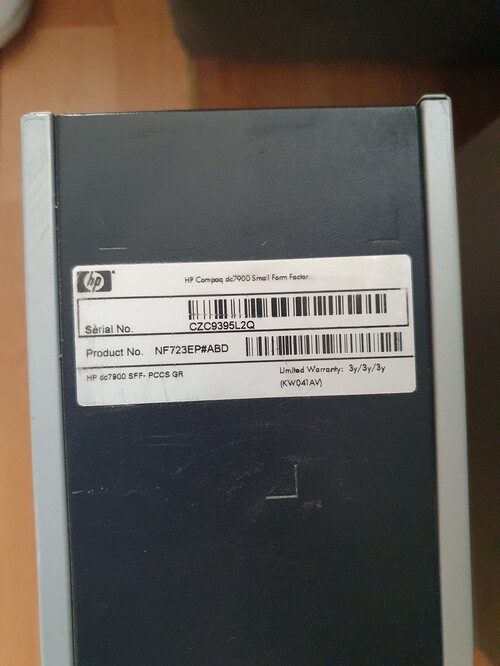 hp
HP Compaq dc7900 Small Form Factor
Serial No. CZC9395L2Q
Product No. NF723EP#ABD
HP dc7900 SFF- PCCS GR
Limited Warranty: 3y/3y/3y
(KW041AV)